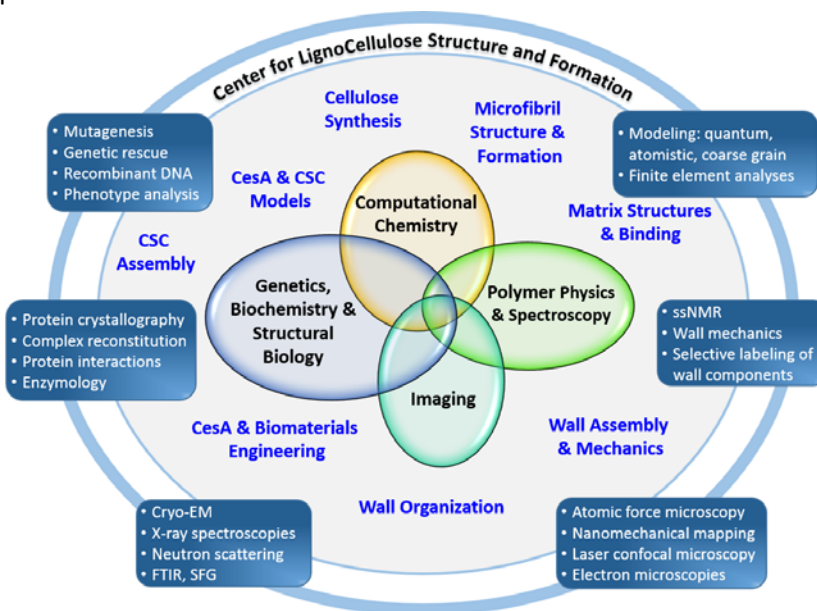 Center for LignoCellulose Structure and Formation
Cellulose
Synthesis
Microfibril
Structure &
Formation
• Mutagenesis
• Genetic rescue
• Recombinant DNA
• Phenotype analysis
• Modeling: quantum,
atomistic, coarse grain
• Finite element analyses
CesA & CSC
Models
Computational
Chemistry
Matrix Structures
& Binding
CSC
Assembly
Genetics,
Biochemistry &
Structural
Biology
Polymer Physics
& Spectroscopy
• Protein crystallography
• Complex reconstitution
• Protein interactions
• Enzymology
• ssNMR
• Wall mechanics
• Selective labeling of
wall components
Imaging
CesA & Biomaterials
Engineering
Wall Assembly
& Mechanics
Wall Organization
• Cryo-EM
• X-ray spectroscopies
• Neutron scattering
• FTIR, SFG
• Atomic force microscopy
• Nanomechanical mapping
• Laser confocal microscopy
• Electron microscopies